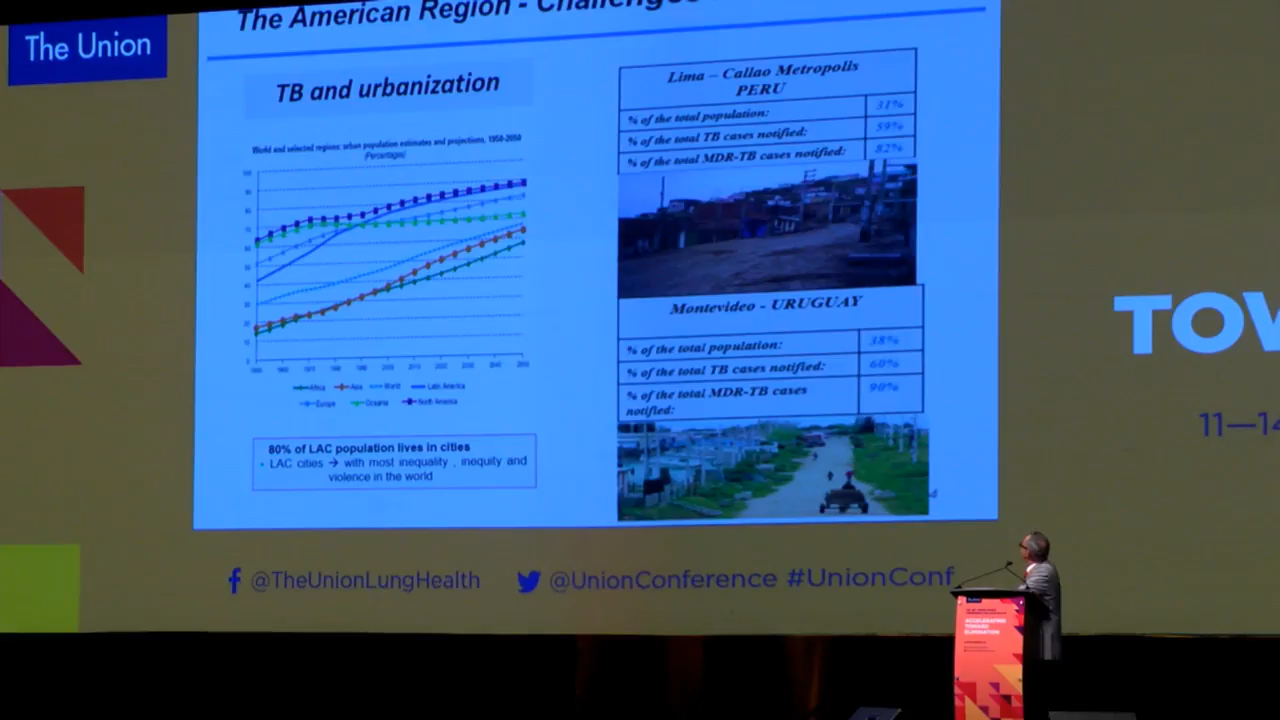 The American Region - Challenges
The Union
TB and urbanization
World and selected regions: urban population estimates and projections, 1950-2050
(Percentages)
Africa Asia World Latin America
Europe Oceania North America
80% of LAC population lives in cities
• LAC cities → with most inequality , inequity and
violence in the world
Lima – Callao Metropolis
PERU
% of the total population: 31%
% of the total TB cases notified: 59%
% of the total MDR-TB cases notified: 82%
Montevideo - URUGUAY
% of the total population: 38%
% of the total TB cases notified: 60%
% of the total MDR-TB cases 90%
notified:
4
TOW
11—14
@TheUnionLungHealth @UnionConference #UnionConf
ACCELERATING
TOWARD
ELIMINATION